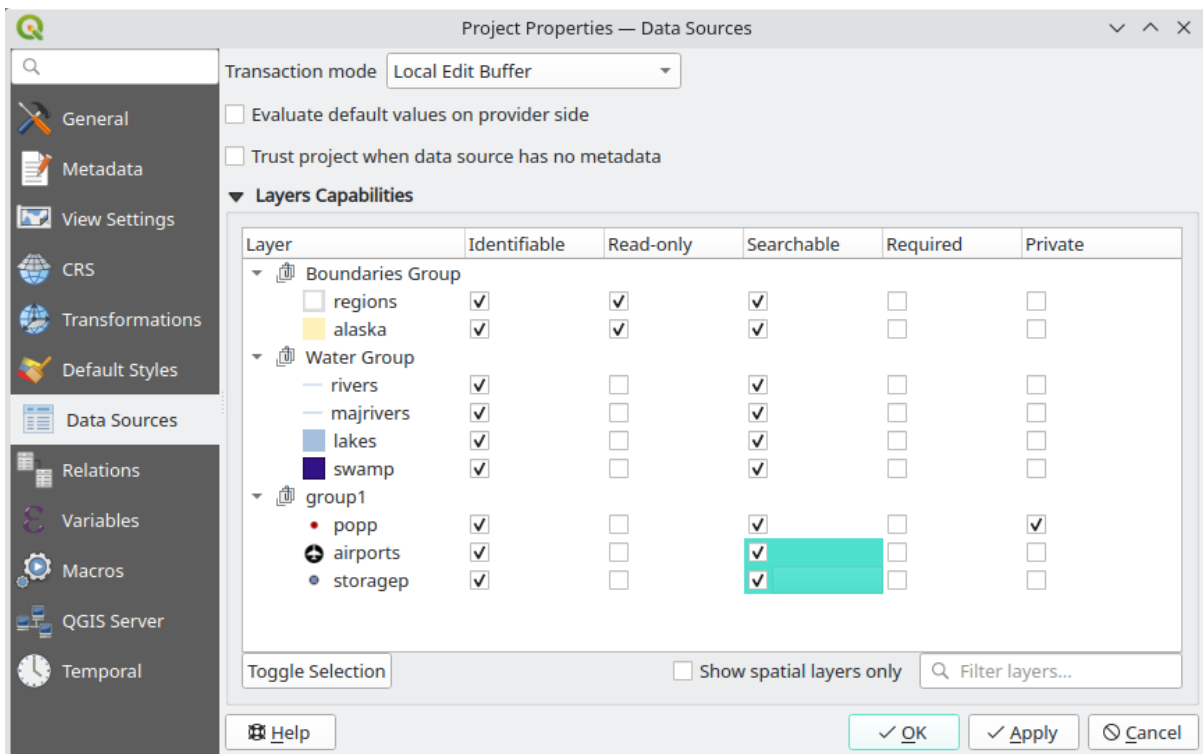 Project Properties — Data Sources
Transaction mode Local Edit Buffer
General
Evaluate default values on provider side
Metadata
Trust project when data source has no metadata
View Settings
Layers Capabilities
CRS
Transformations
Default Styles
Data Sources
Relations
Variables
Macros
QGIS Server
Temporal
Layer Identifiable Read-only Searchable Required Private
Boundaries Group
regions
alaska
Water Group
rivers
majrivers
lakes
swamp
group1
popp
airports
storagep
Toggle Selection Show spatial layers only Filter layers...
Help OK Apply Cancel